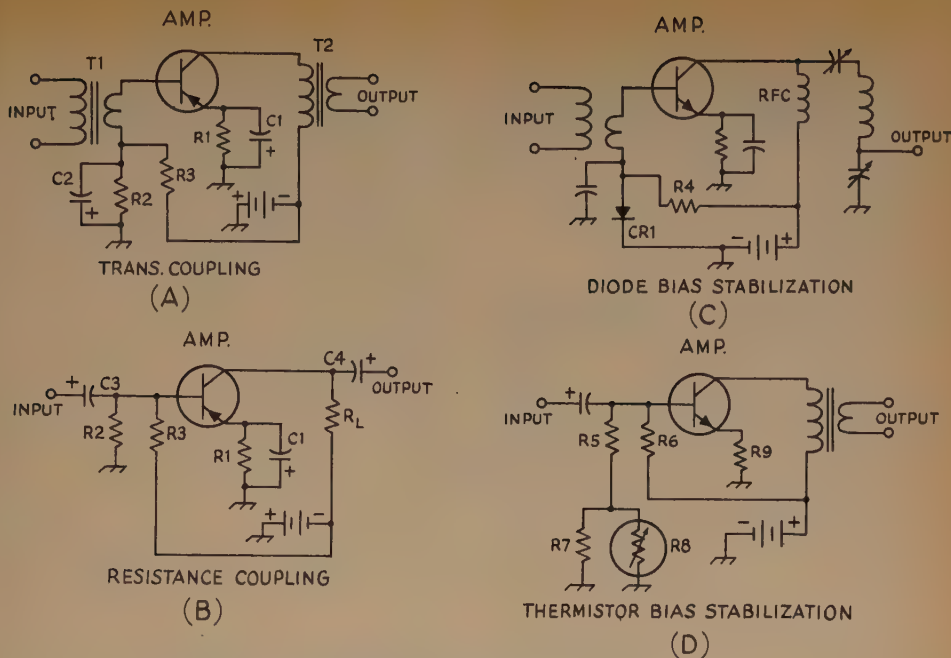 AMP.
T1
T2
INPUT
OUTPUT
C1
R1
+
C2
R2
R3
+
+
-
TRANS. COUPLING
(A)
AMP.
INPUT
RFC
OUTPUT
R4
CR1
-
+
DIODE BIAS STABILIZATION
(C)
AMP.
C4
+
OUTPUT
+
C3
INPUT
R2
R3
RL
C1
R1
+
+
-
RESISTANCE COUPLING
(B)
AMP.
+
INPUT
OUTPUT
R5
R6
R9
R7
R8
-
+
THERMISTOR BIAS STABILIZATION
(D)